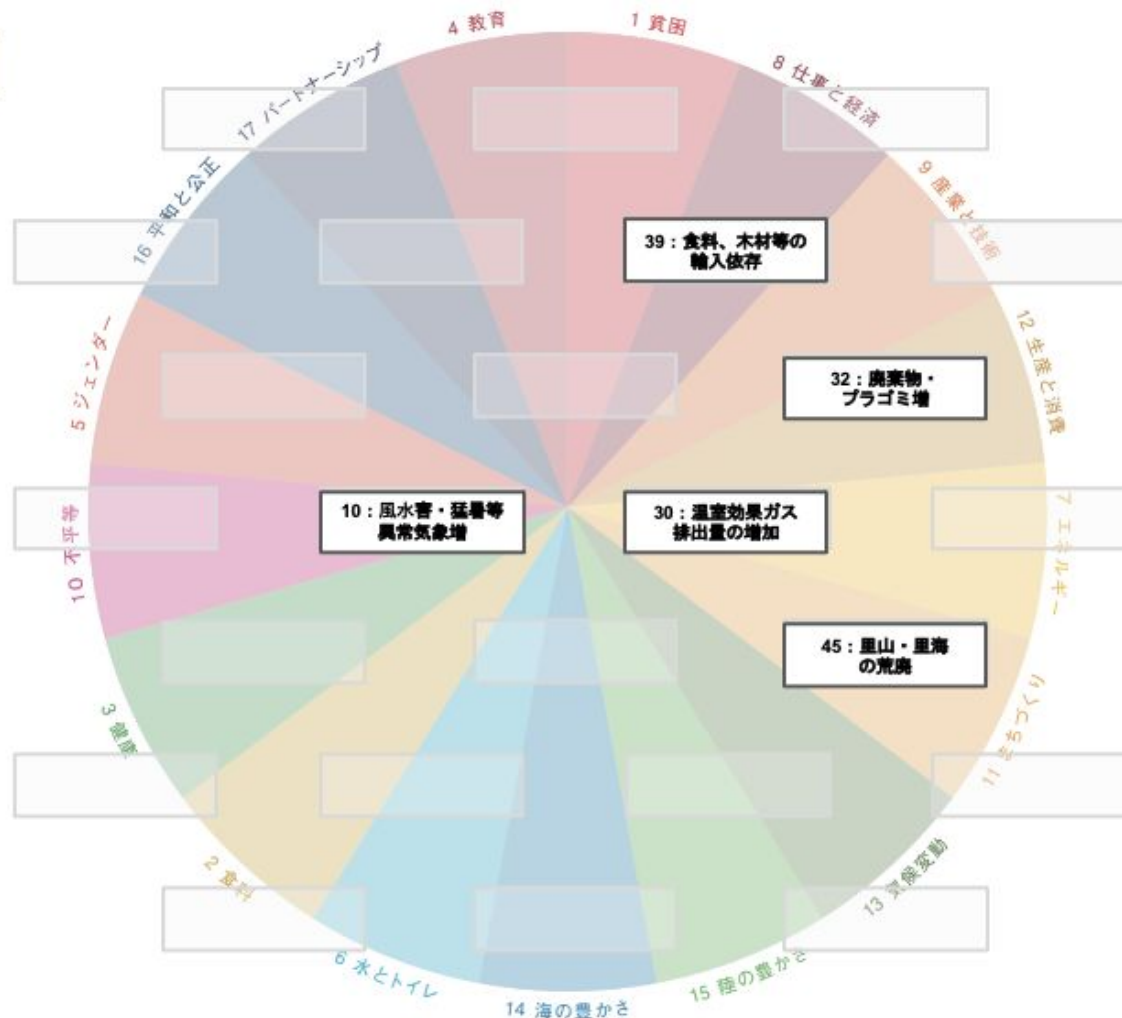 4 教育
1 貧困
17 パートナーシップ
8 仕事と経済
16 平和と公正
9 産業と技術
39：食料、木材等の
輸入依存
5 ジェンダー
12 生産と消費
32：廃棄物・
プラゴミ増
10 不平等
10：風水害・猛暑等
異常気象増
30：温室効果ガス
排出量の増加
7 エネルギー
45：里山・里海
の荒廃
11 まちづくり
3 健康
2 食料
13 気候変動
6 水とトイレ
15 陸の豊かさ
14 海の豊かさ